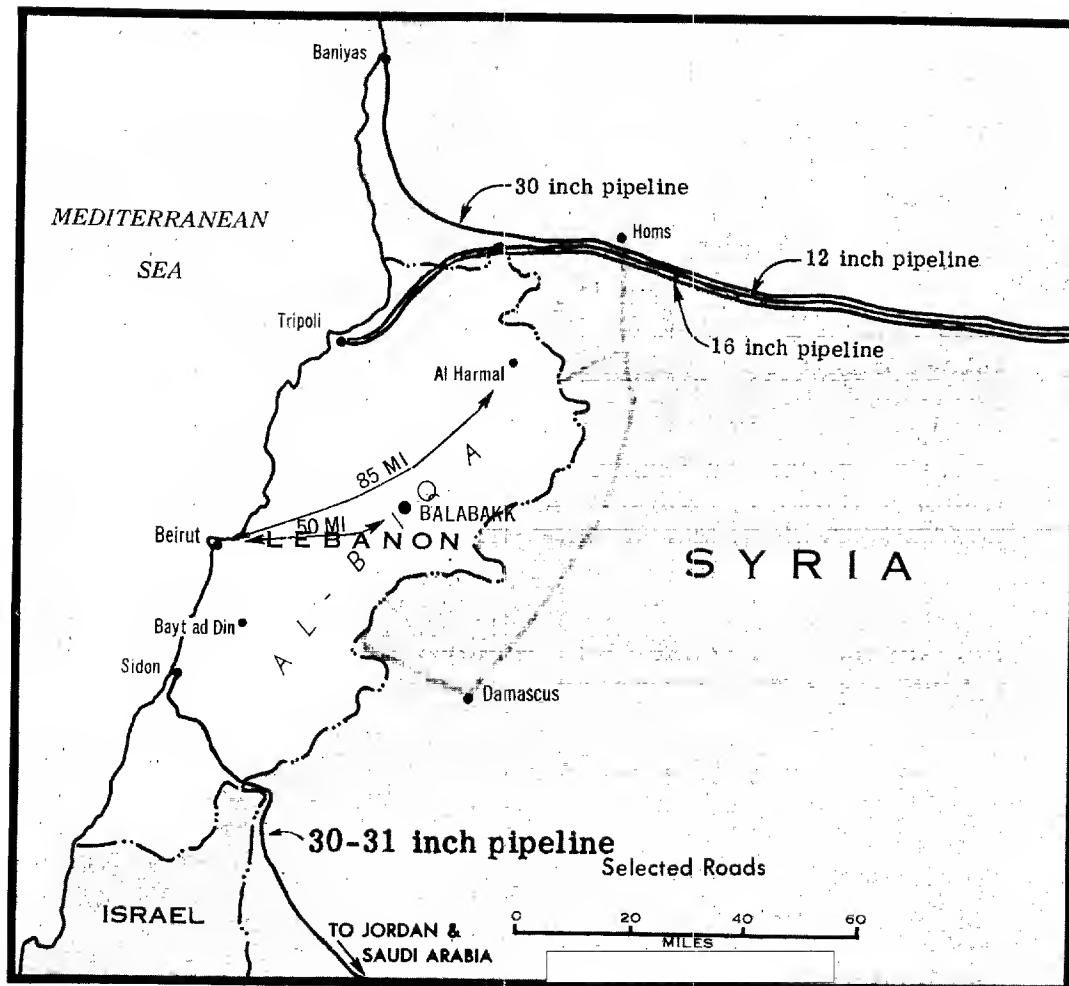 Baniyas
30 inch pipeline
MEDITERRANEAN
SEA
Homs
12 inch pipeline
Tripoli
16 inch pipeline
Al Harmal
85 MI
BALABAKK
50 MI
Beirut
LEBANON
AL-BIQA
SYRIA
Bayt ad Din
Sidon
Damascus
30-31 inch pipeline
Selected Roads
ISRAEL
0 20 40 60
MILES
TO JORDAN &
SAUDI ARABIA